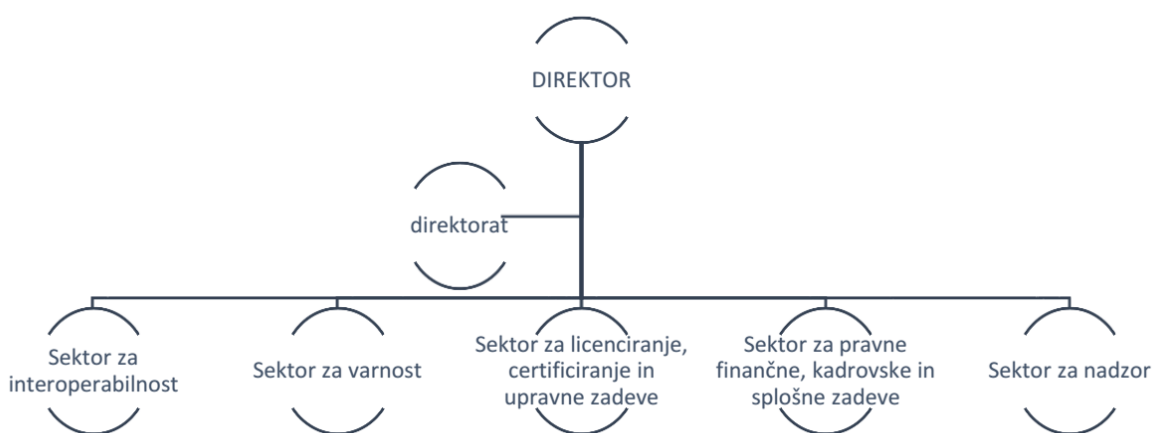 DIREKTOR
direktorat
Sektor za
interoperabilnost
Sektor za varnost
Sektor za licenciranje,
certificiranje in
upravne zadeve
Sektor za pravne
finančne, kadrovske in
splošne zadeve
Sektor za nadzor